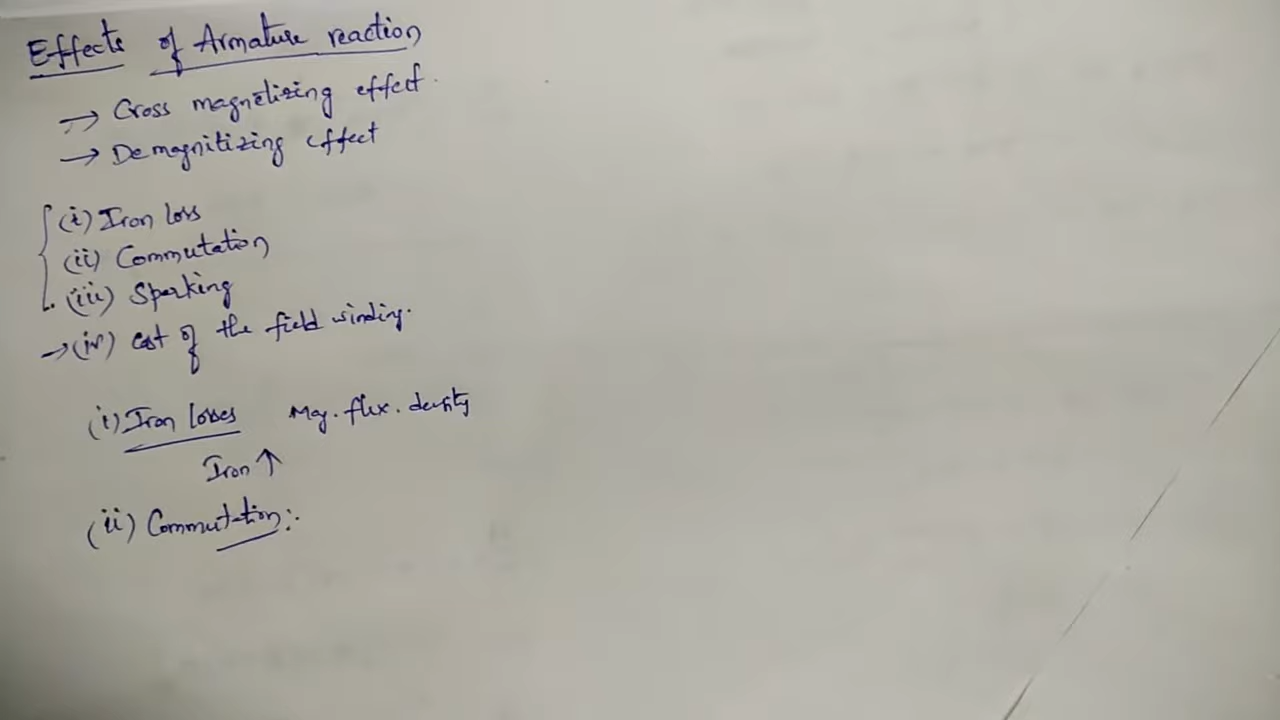 Effects of Armature reaction
→ Cross magnetizing effect.
→ Demagnitizing effect
(i) Iron loss
(ii) Commutation
(iii) Sparking
→ (iv) Cost of the field winding.
(i) Iron losses Mag. flux. density
Iron ↑
(ii) Commutation:-